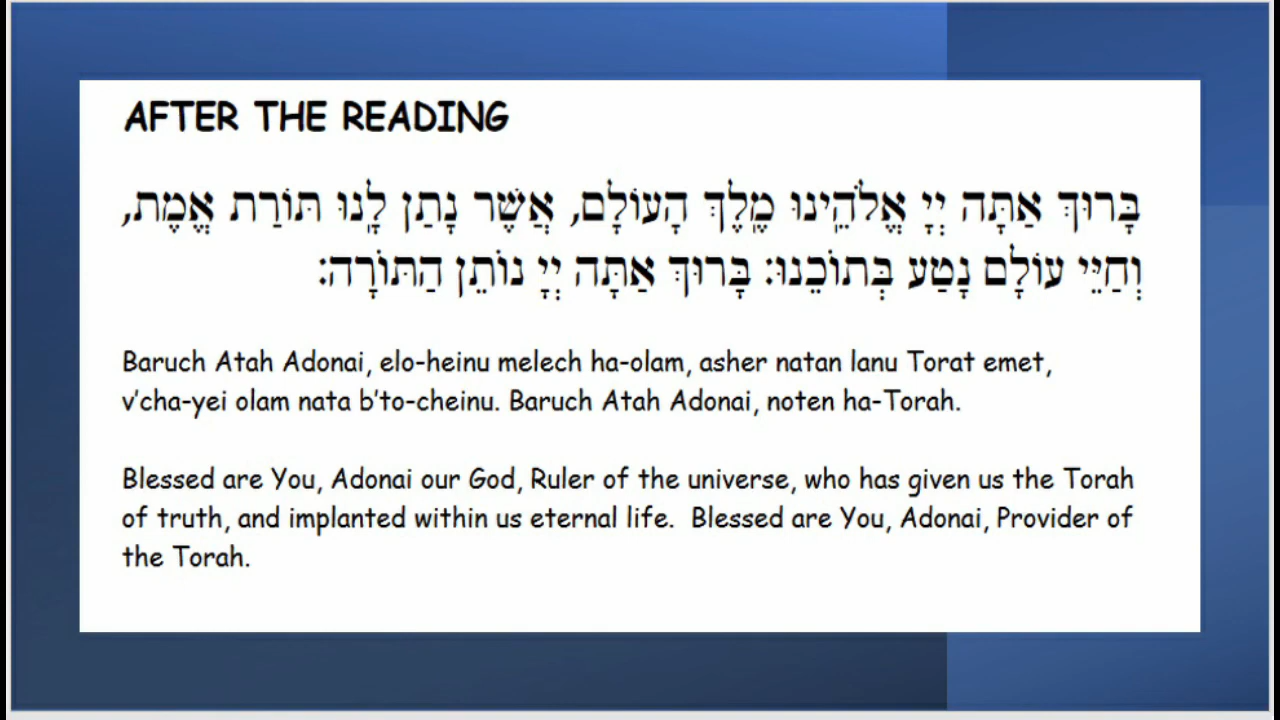 AFTER THE READING
בָּרוּךְ אַתָּה יְיָ אֱלֹהֵֽינוּ מֶֽלֶךְ הָעוֹלָם, אֲשֶׁר נָתַן לָֽנוּ תּוֹרַת אֱמֶת,
וְחַיֵּי עוֹלָם נָטַע בְּתוֹכֵנוּ: בָּרוּךְ אַתָּה יְיָ נוֹתֵן הַתּוֹרָה:
Baruch Atah Adonai, elo-heinu melech ha-olam, asher natan lanu Torat emet,
v'cha-yei olam nata b'to-cheinu. Baruch Atah Adonai, noten ha-Torah.
Blessed are You, Adonai our God, Ruler of the universe, who has given us the Torah
of truth, and implanted within us eternal life.  Blessed are You, Adonai, Provider of
the Torah.